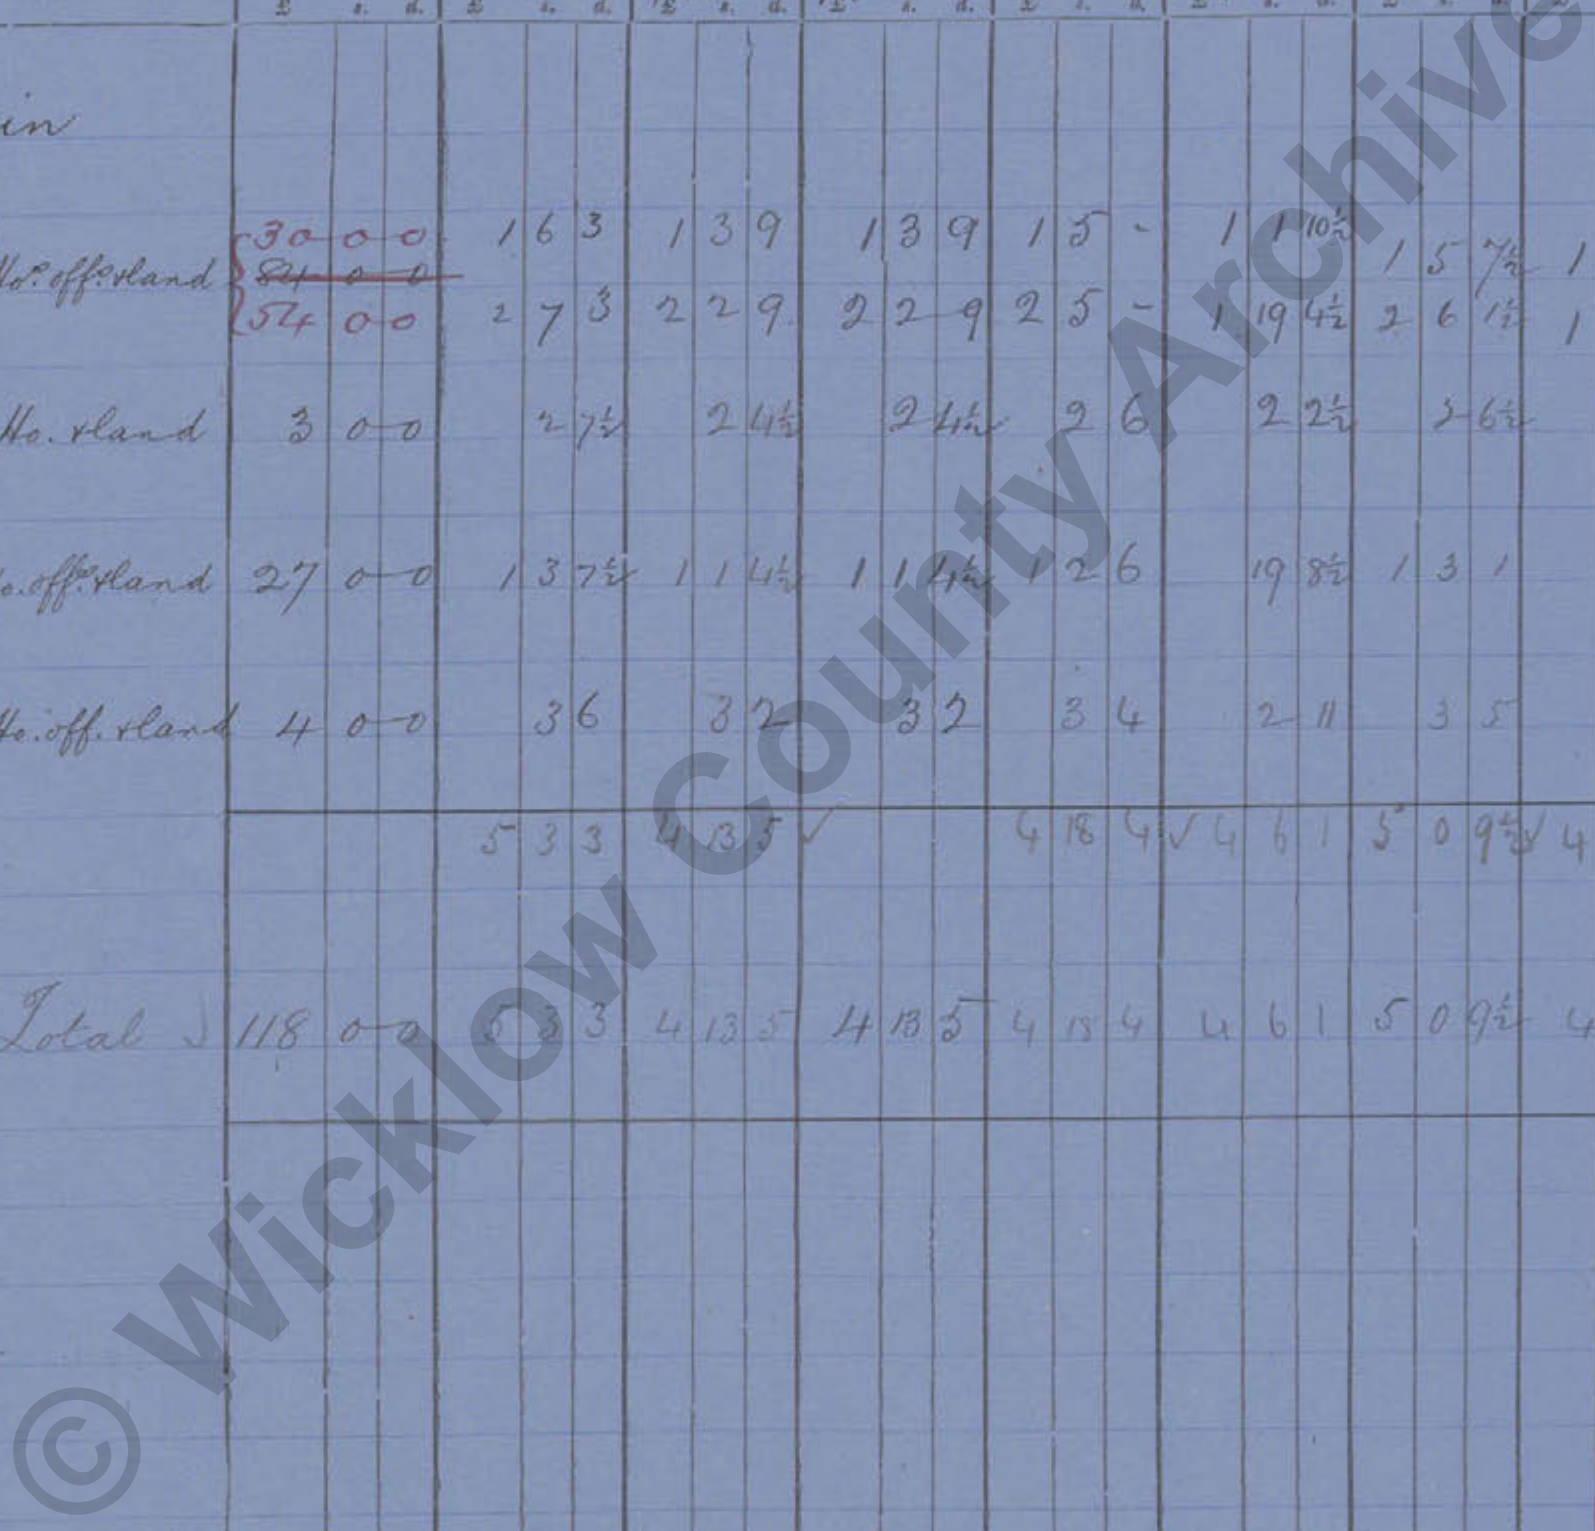 £ s. d. £ s. d. £ s. d. £ s. d. £ s. d. £ s. d. £ s. d. £
in
30 0 0 1 6 3 1 3 9 1 3 9 1 5 - 1 1 10½ 1 5 7½ 1
Hos. offs. & land 84 0 0
54 0 0 2 7 3 2 2 9 2 2 9 2 5 - 1 19 4½ 2 6 1½ 1
Ho. & land 3 0 0 2 7½ 2 4½ 2 4½ 2 6 2 2½ 2 6½
o. offs. & land 27 0 0 1 3 7½ 1 1 4½ 1 1 4½ 1 2 6 19 8½ 1 3 1
Ho. off. & land 4 0 0 3 6 3 2 3 2 3 4 2 11 3 5
5 3 3 4 13 5 ✓ 4 18 4 ✓ 4 6 1 5 0 9½ ✓ 4
Total 118 0 0 5 3 3 4 13 5 4 13 5 4 18 4 4 6 1 5 0 9½ 4
© Wicklow County Archive